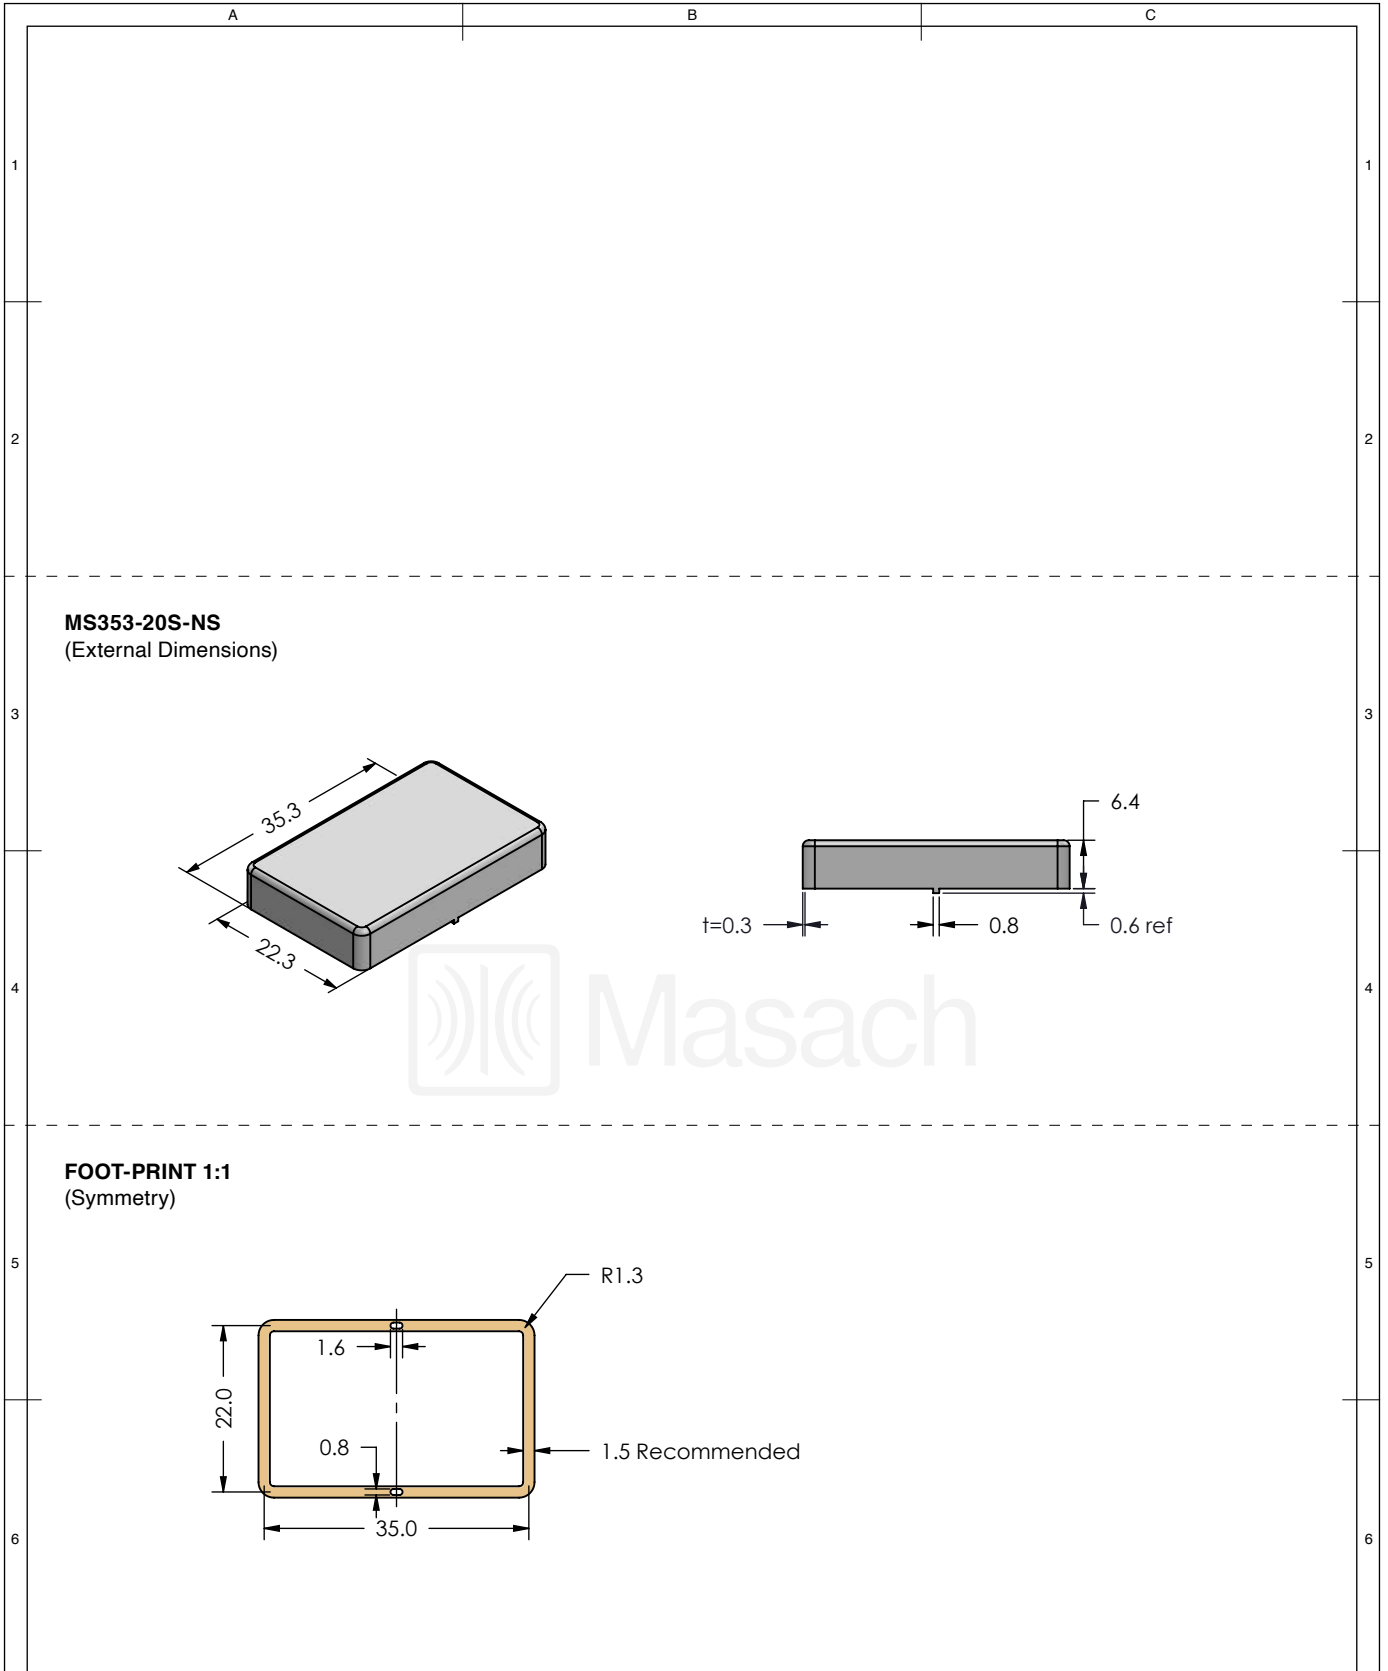 A B C
1 1
2 2
MS353-20S-NS
(External Dimensions)
3 3
35.3
6.4
t=0.3
0.8
0.6 ref
22.3
4 4
Masach
FOOT-PRINT 1:1
(Symmetry)
5 5
R1.3
1.6
22.0
0.8
1.5 Recommended
35.0
6 6